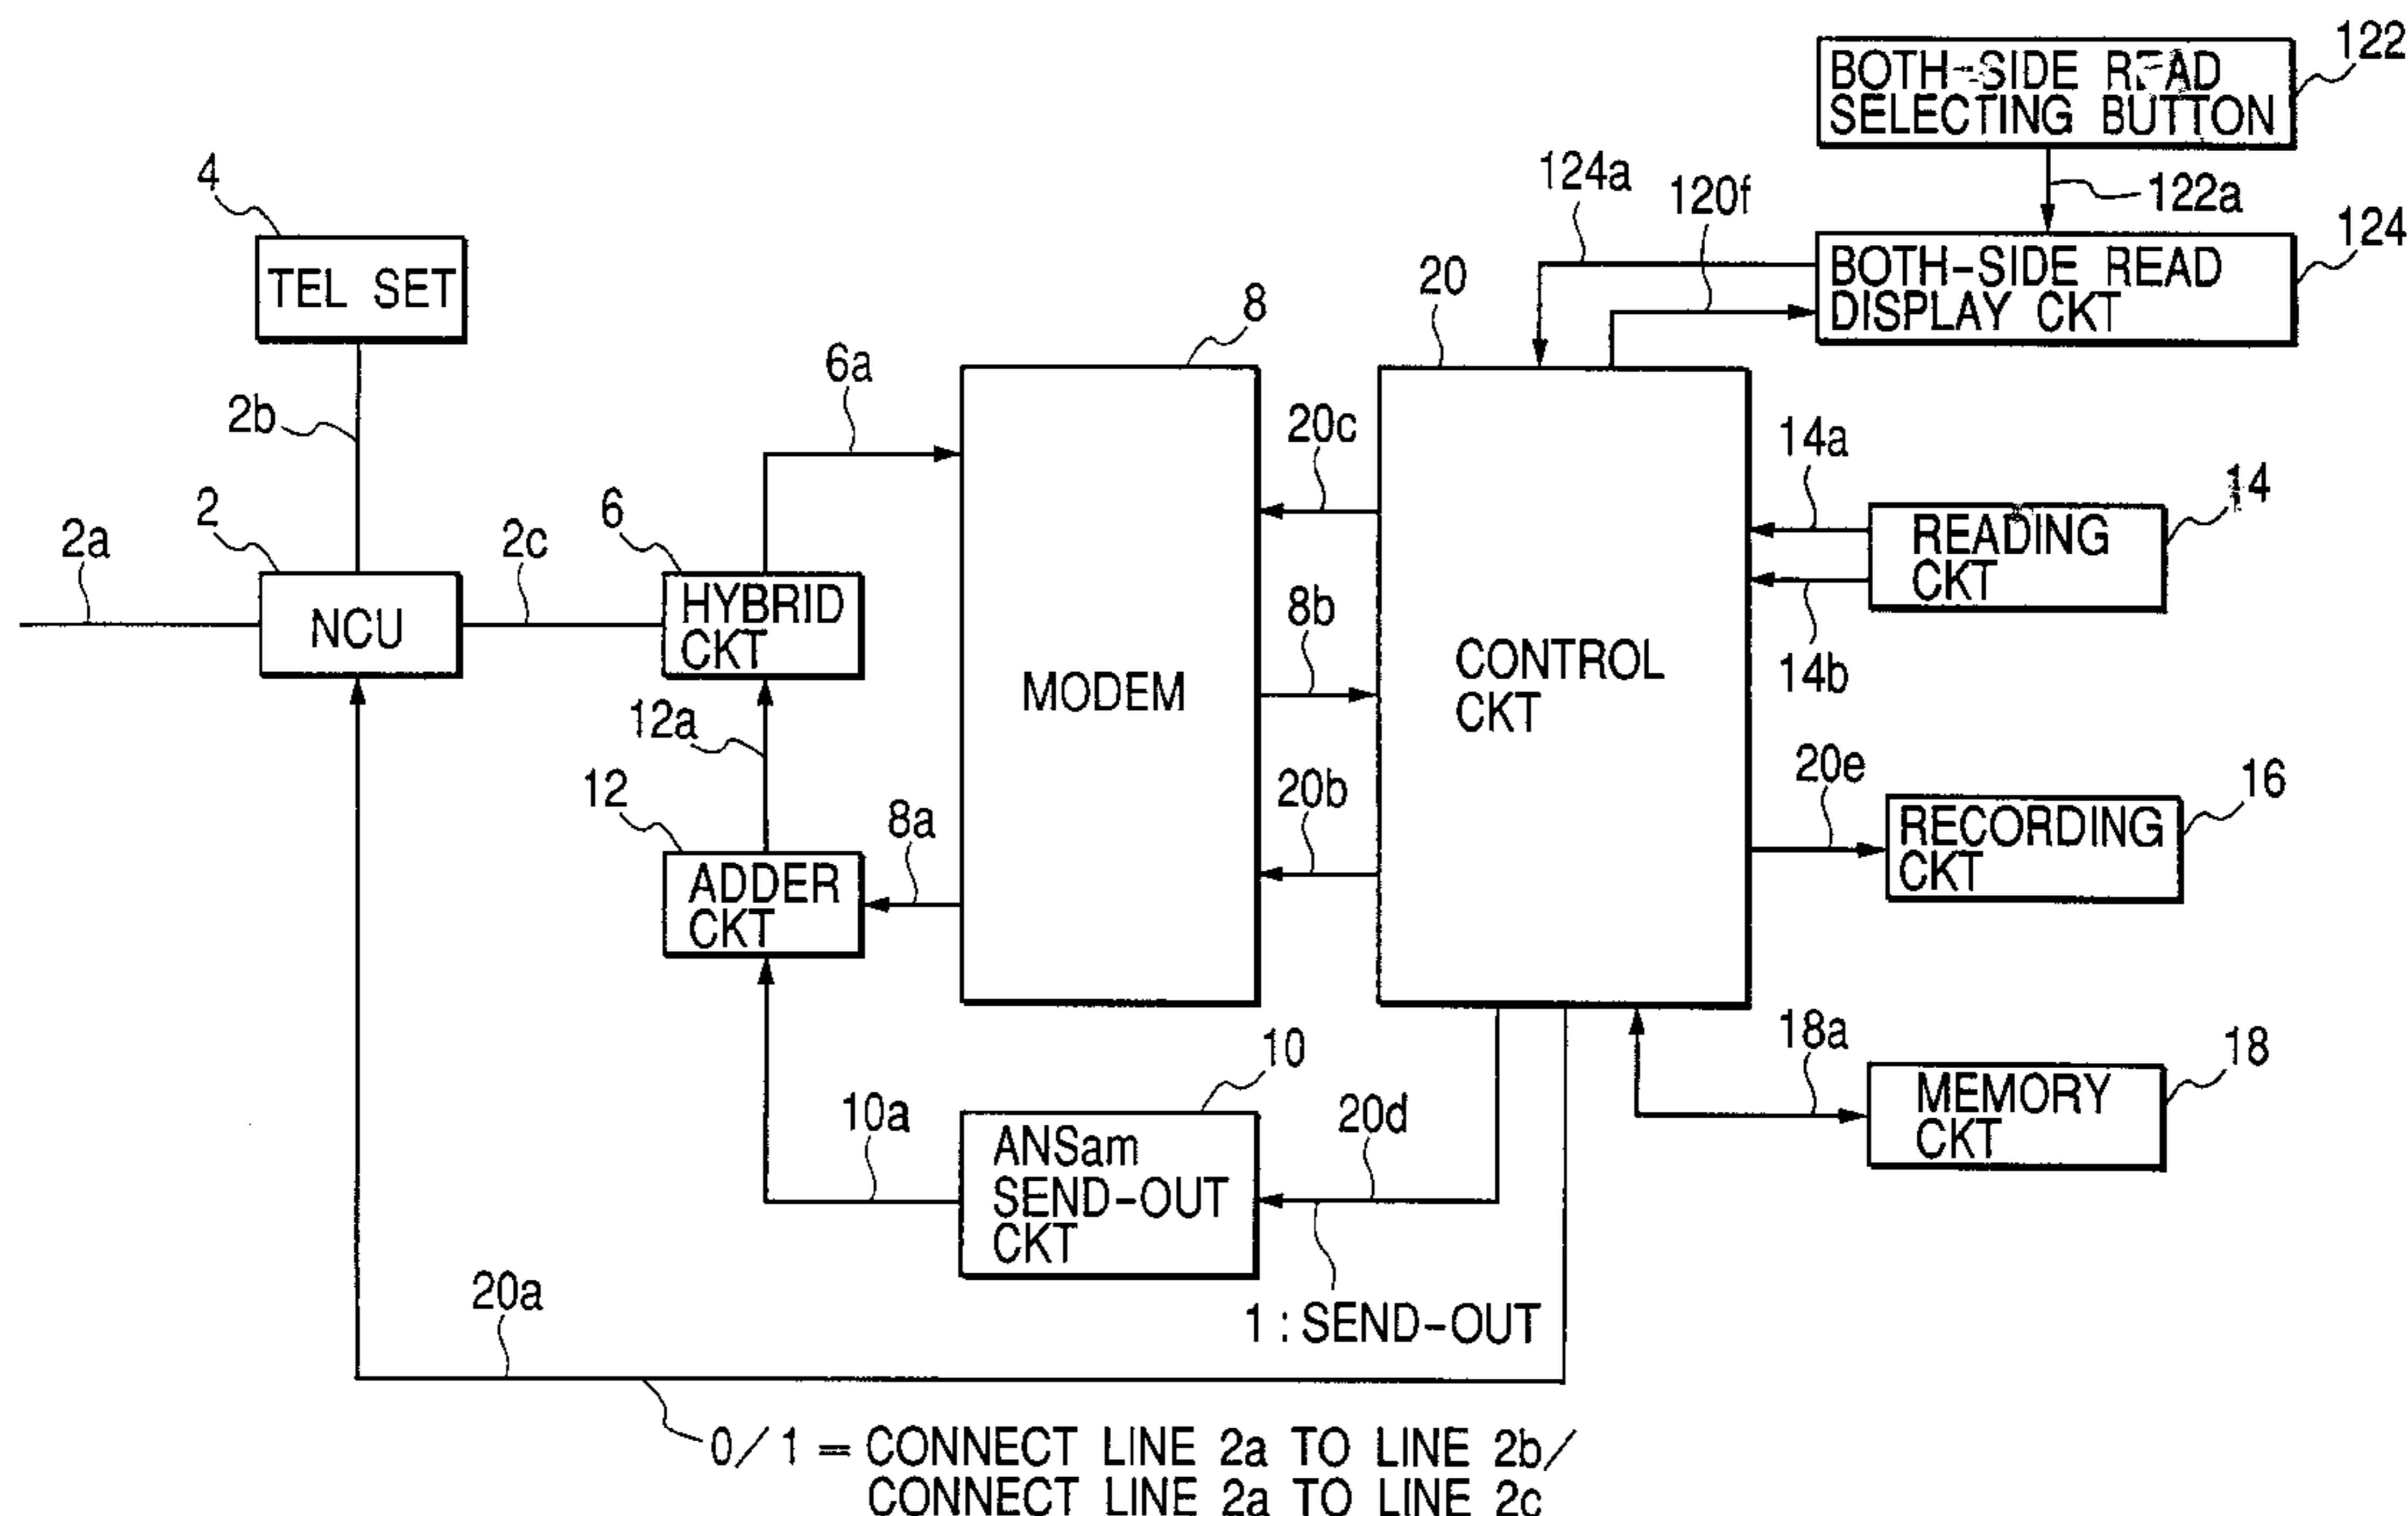 BOTH-SIDE READ
SELECTING BUTTON
122
122a
124a
120f
BOTH-SIDE READ
DISPLAY CKT
124
4
TEL SET
2b
2a
2
NCU
2c
6
HYBRID
CKT
6a
8
MODEM
12a
12
ADDER
CKT
8a
20c
8b
20b
20
CONTROL
CKT
14a
14b
14
READING
CKT
20e
16
RECORDING
CKT
18a
18
MEMORY
CKT
10
10a
ANSam
SEND-OUT
CKT
20d
1 : SEND-OUT
20a
0/1 = CONNECT LINE 2a TO LINE 2b/
CONNECT LINE 2a TO LINE 2c